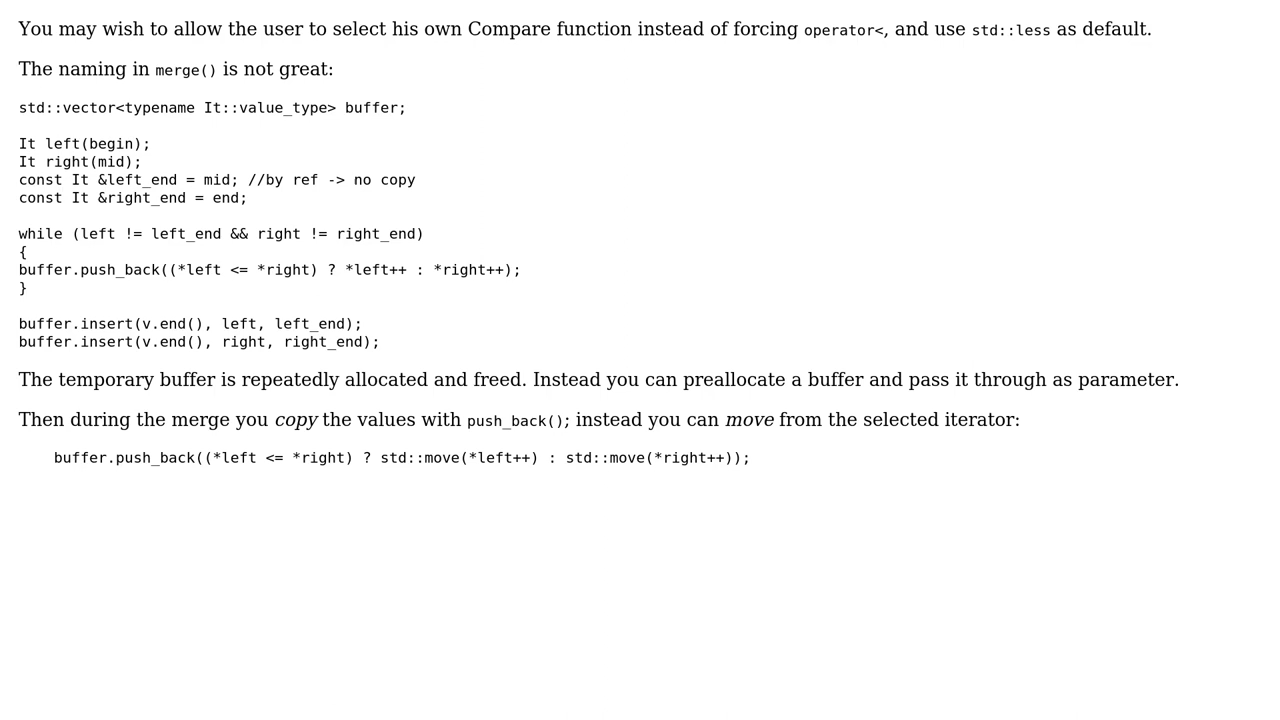 You may wish to allow the user to select his own Compare function instead of forcing operator<, and use std::less as default.
The naming in merge() is not great:
std::vector<typename It::value_type> buffer;
It left(begin);
It right(mid);
const It &left_end = mid; //by ref -> no copy
const It &right_end = end;
while (left != left_end && right != right_end)
{
buffer.push_back((*left <= *right) ? *left++ : *right++);
}
buffer.insert(v.end(), left, left_end);
buffer.insert(v.end(), right, right_end);
The temporary buffer is repeatedly allocated and freed. Instead you can preallocate a buffer and pass it through as parameter.
Then during the merge you copy the values with push_back(); instead you can move from the selected iterator:
buffer.push_back((*left <= *right) ? std::move(*left++) : std::move(*right++));